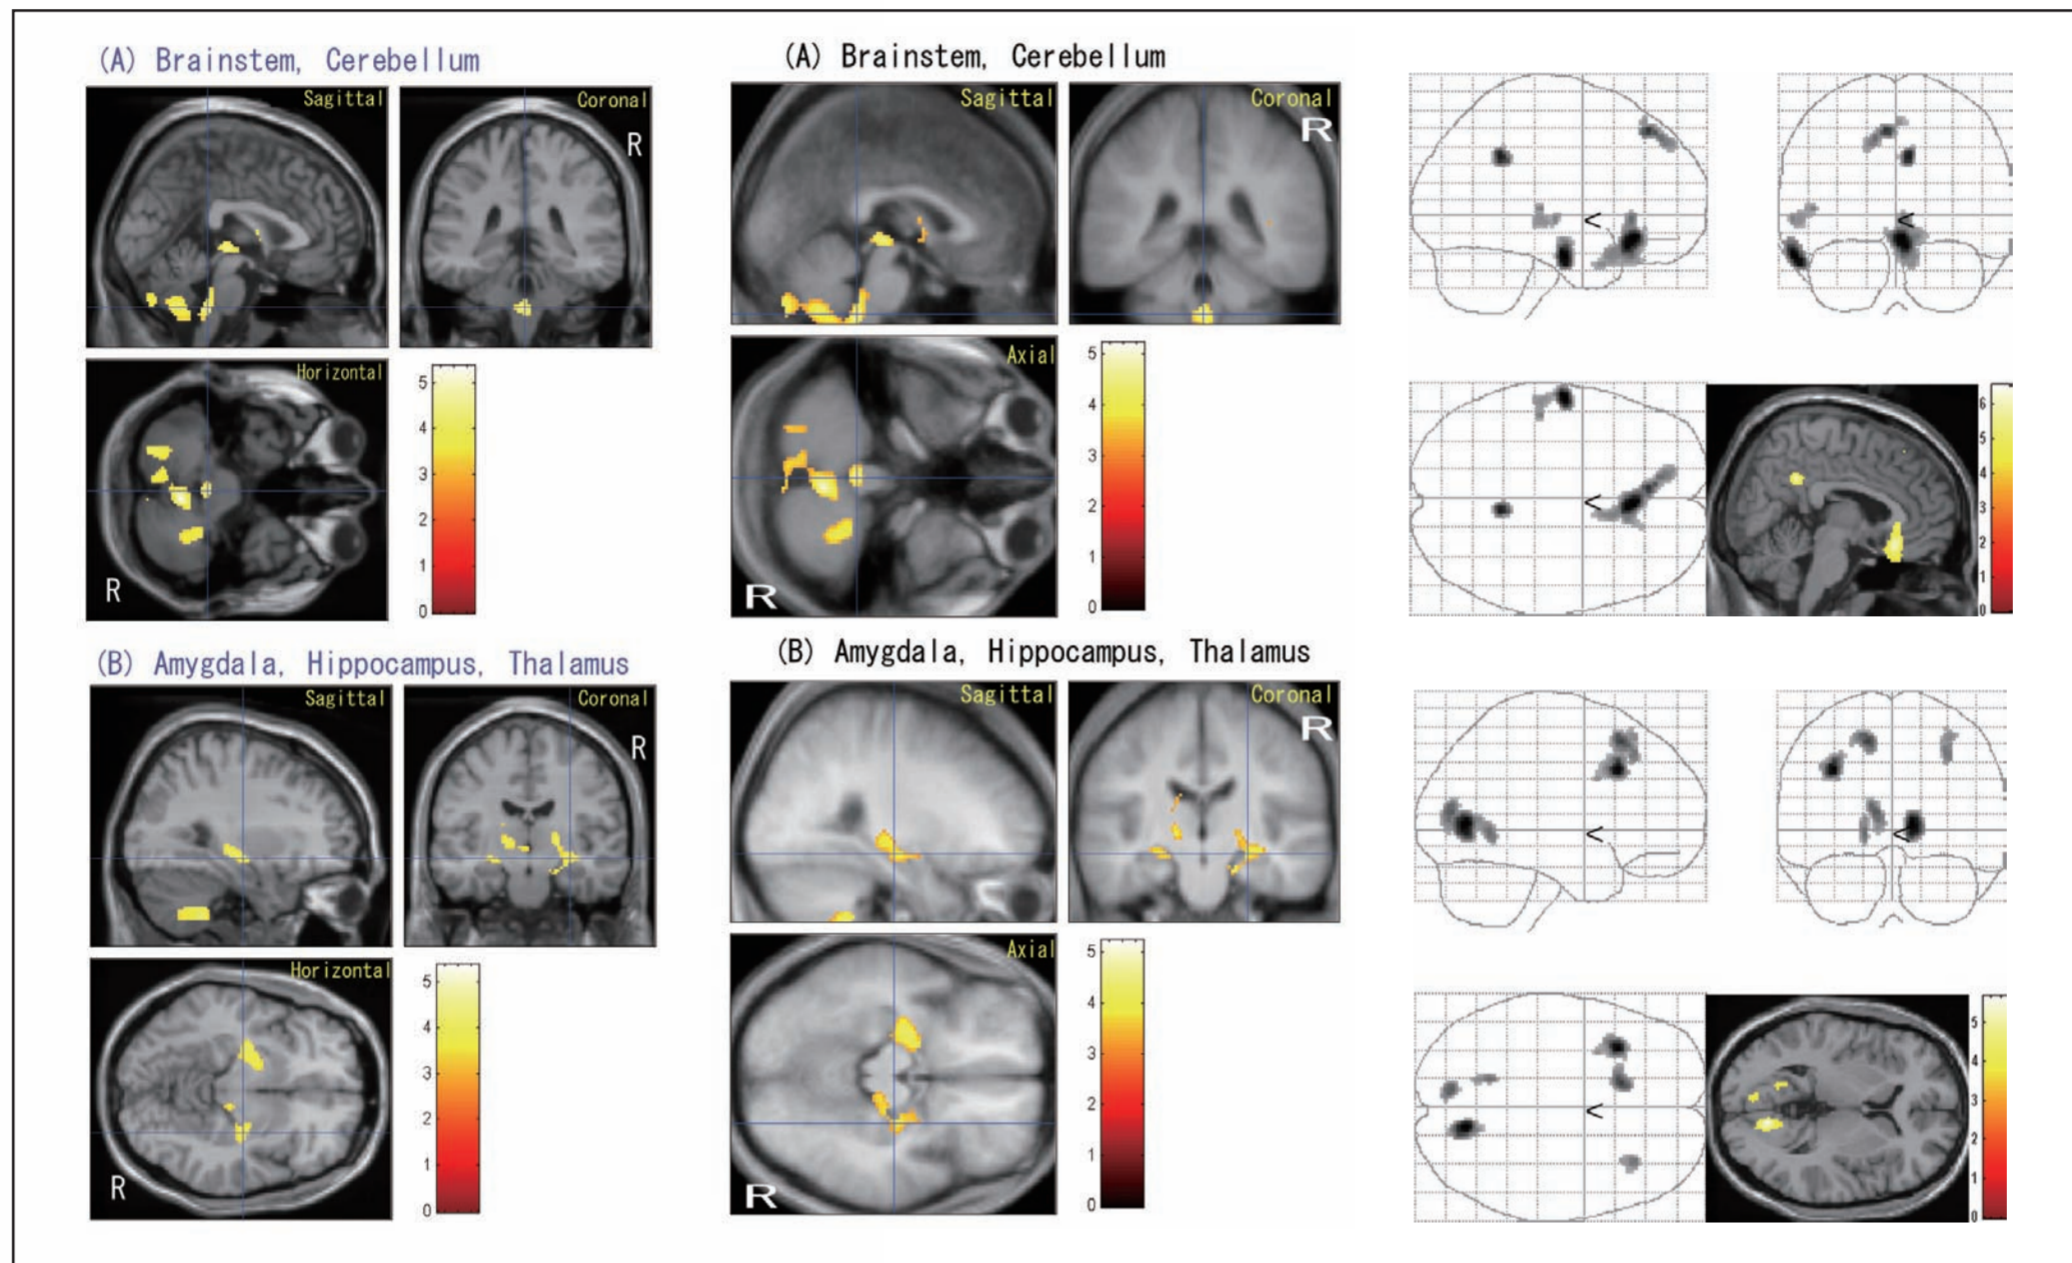 (A) Brainstem, Cerebellum
Sagittal
Coronal
R
Horizontal
R
5
4
3
2
1
0
(B) Amygdala, Hippocampus, Thalamus
Sagittal
Coronal
R
Horizontal
R
5
4
3
2
1
0
(A) Brainstem, Cerebellum
Sagittal
Coronal
R
Axial
R
5
4
3
2
1
0
(B) Amygdala, Hippocampus, Thalamus
Sagittal
Coronal
R
Axial
R
5
4
3
2
1
0
<
<
<
6
5
4
3
2
1
0
<
<
<
5
4
3
2
1
0